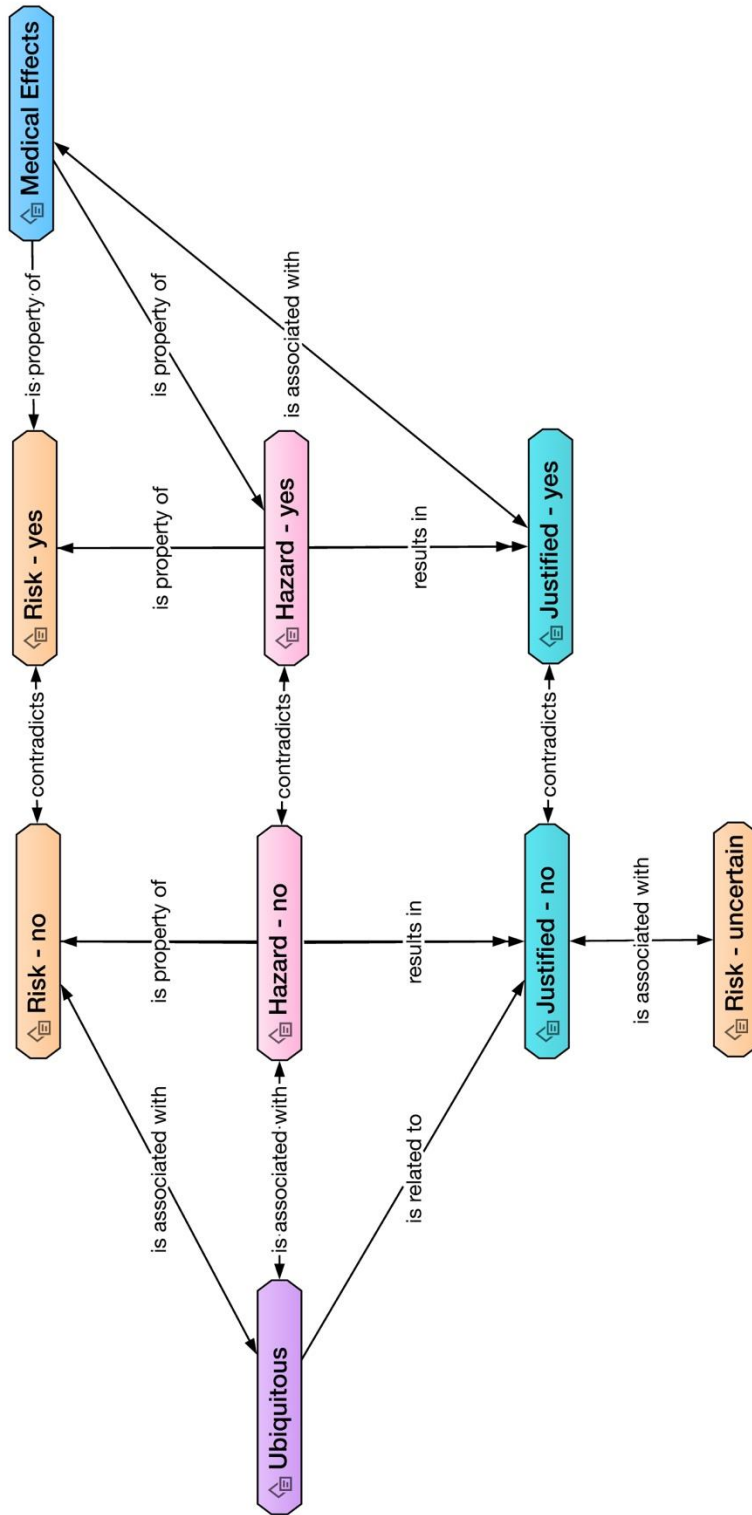 Risk - no
contradicts
Risk - yes
is property of
Medical Effects
is associated with
is property of
is property of
is property of
Ubiquitous
is associated with
Hazard - no
contradicts
Hazard - yes
is associated with
is related to
results in
results in
Justified - no
contradicts
Justified - yes
is associated with
Risk - uncertain